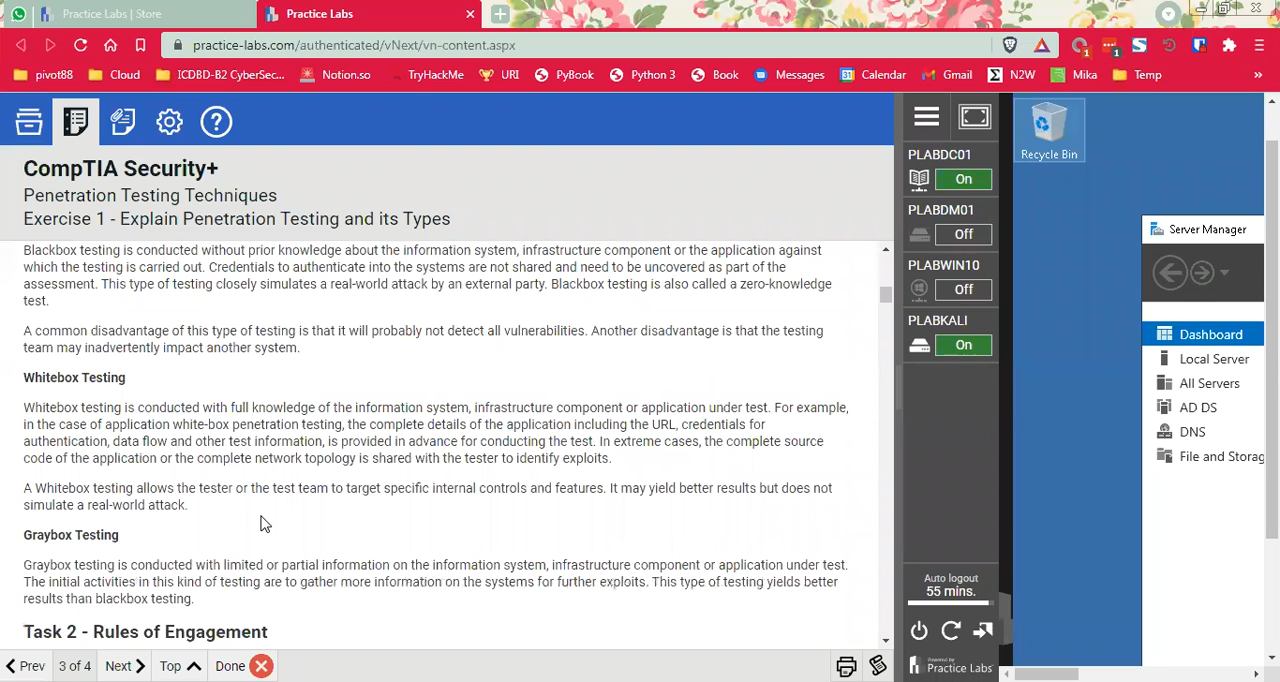 Practice Labs | Store
Practice Labs
practice-labs.com/authenticated/vNext/vn-content.aspx
1
1
pivot88
Cloud
ICDBD-B2 CyberSec...
Notion.so
TryHackMe
URI
PyBook
Python 3
Book
Messages
31
Calendar
Gmail
N2W
Mika
Temp
»
CompTIA Security+
Penetration Testing Techniques
Exercise 1 - Explain Penetration Testing and its Types
Blackbox testing is conducted without prior knowledge about the information system, infrastructure component or the application against
which the testing is carried out. Credentials to authenticate into the systems are not shared and need to be uncovered as part of the
assessment. This type of testing closely simulates a real-world attack by an external party. Blackbox testing is also called a zero-knowledge
test.
A common disadvantage of this type of testing is that it will probably not detect all vulnerabilities. Another disadvantage is that the testing
team may inadvertently impact another system.
Whitebox Testing
Whitebox testing is conducted with full knowledge of the information system, infrastructure component or application under test. For example,
in the case of application white-box penetration testing, the complete details of the application including the URL, credentials for
authentication, data flow and other test information, is provided in advance for conducting the test. In extreme cases, the complete source
code of the application or the complete network topology is shared with the tester to identify exploits.
A Whitebox testing allows the tester or the test team to target specific internal controls and features. It may yield better results but does not
simulate a real-world attack.
Graybox Testing
Graybox testing is conducted with limited or partial information on the information system, infrastructure component or application under test.
The initial activities in this kind of testing are to gather more information on the systems for further exploits. This type of testing yields better
results than blackbox testing.
Task 2 - Rules of Engagement
Prev
3 of 4
Next
Top
Done
PLABDC01
On
PLABDM01
Off
PLABWIN10
Off
PLABKALI
On
Auto logout
55 mins.
Powered by
Practice Labs
Recycle Bin
Server Manager
Dashboard
Local Server
All Servers
AD DS
DNS
File and Storag